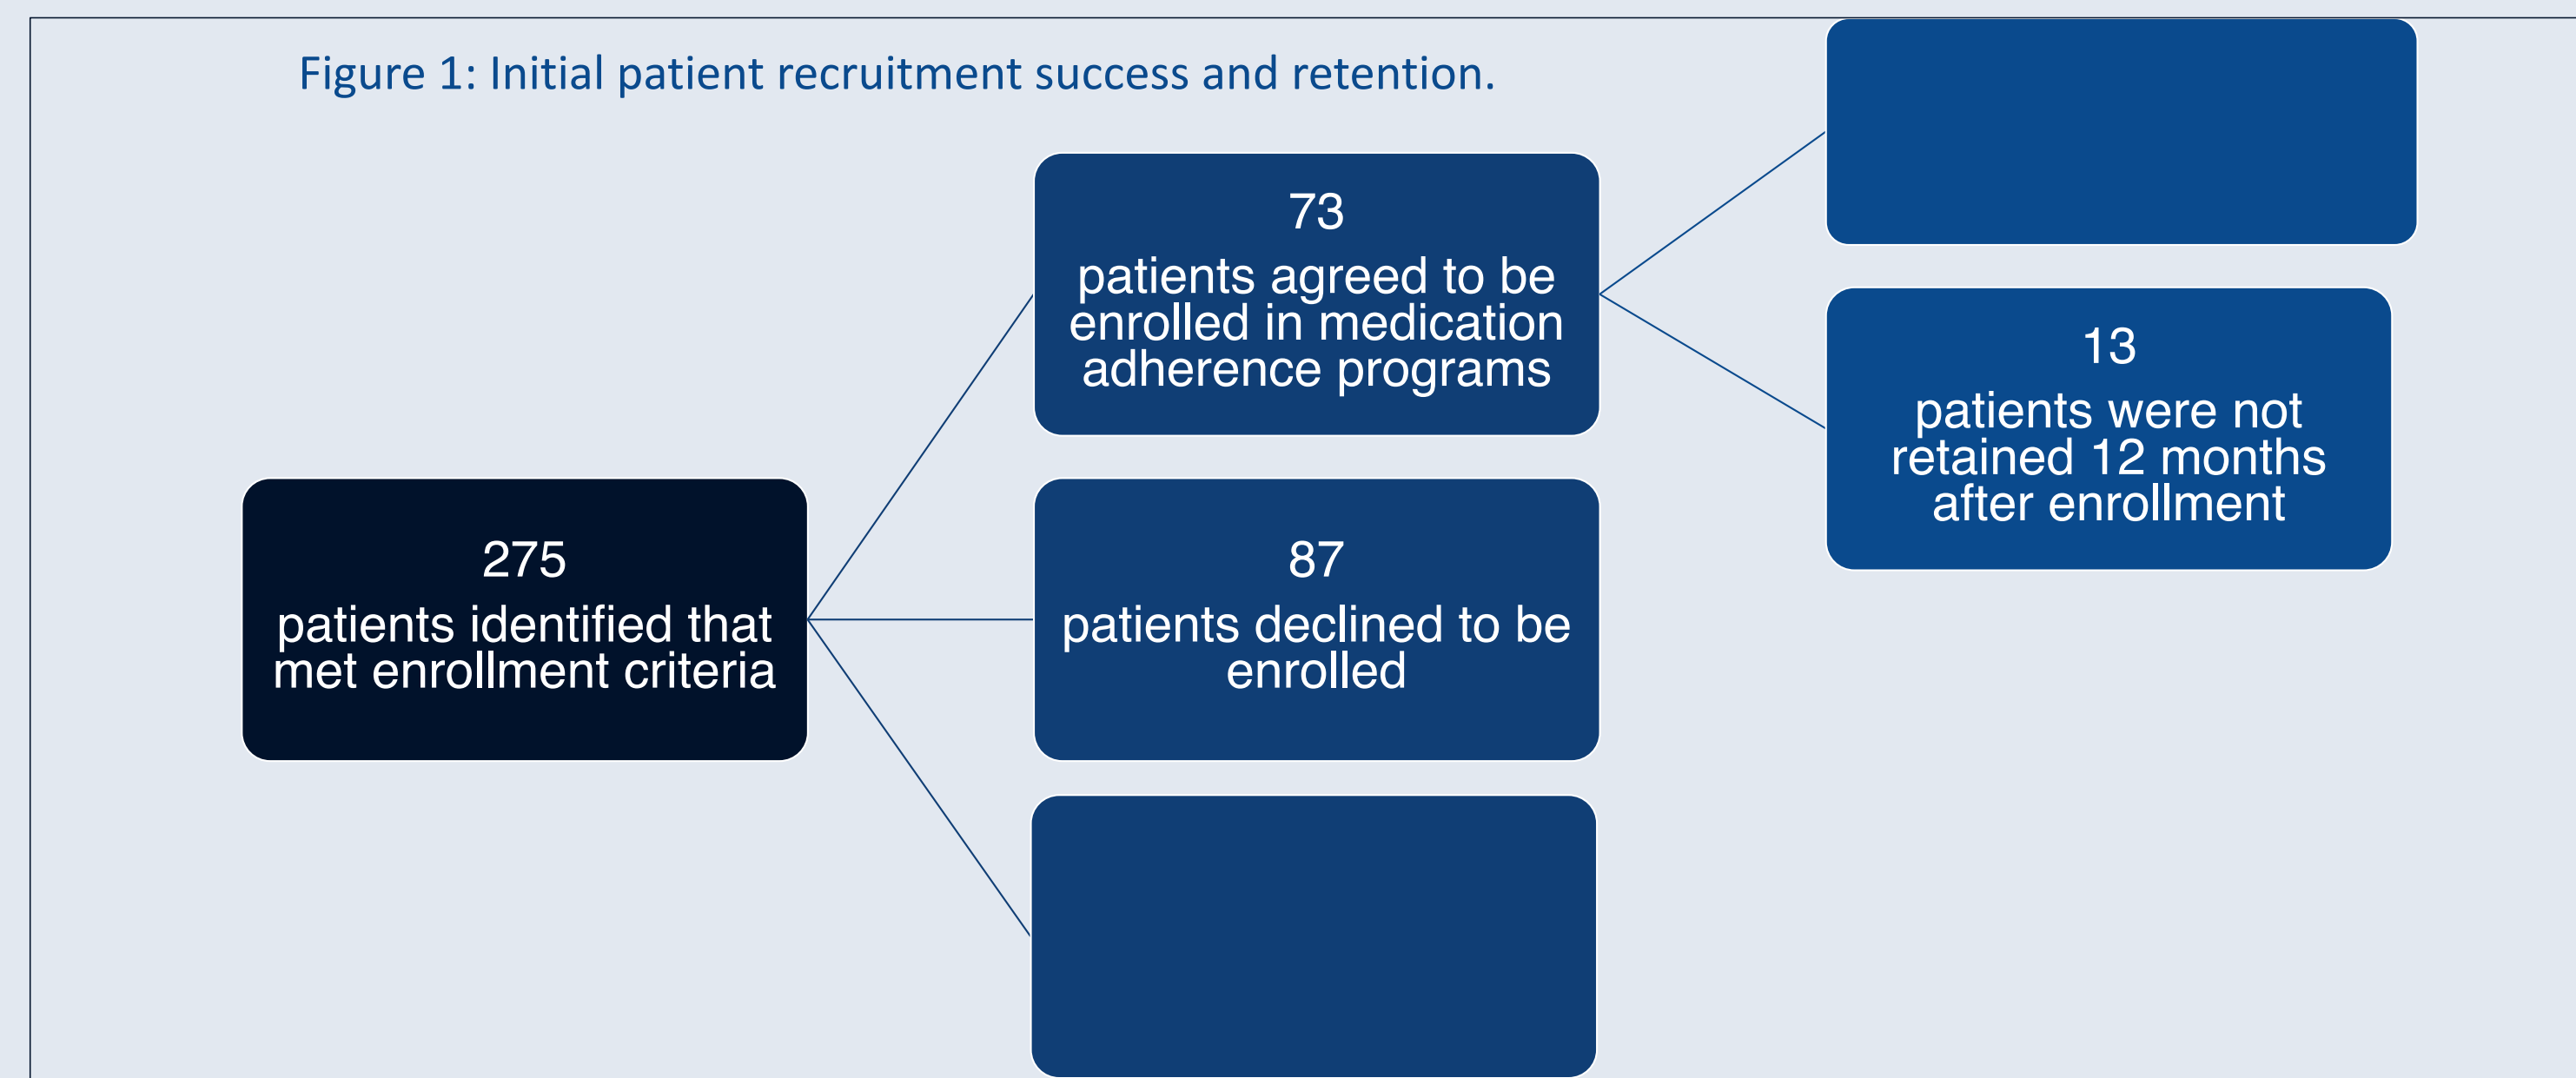 Figure 1: Initial patient recruitment success and retention.
73
patients agreed to be
enrolled in medication
adherence programs
13
patients were not
retained 12 months
after enrollment
275
patients identified that
met enrollment criteria
87
patients declined to be
enrolled